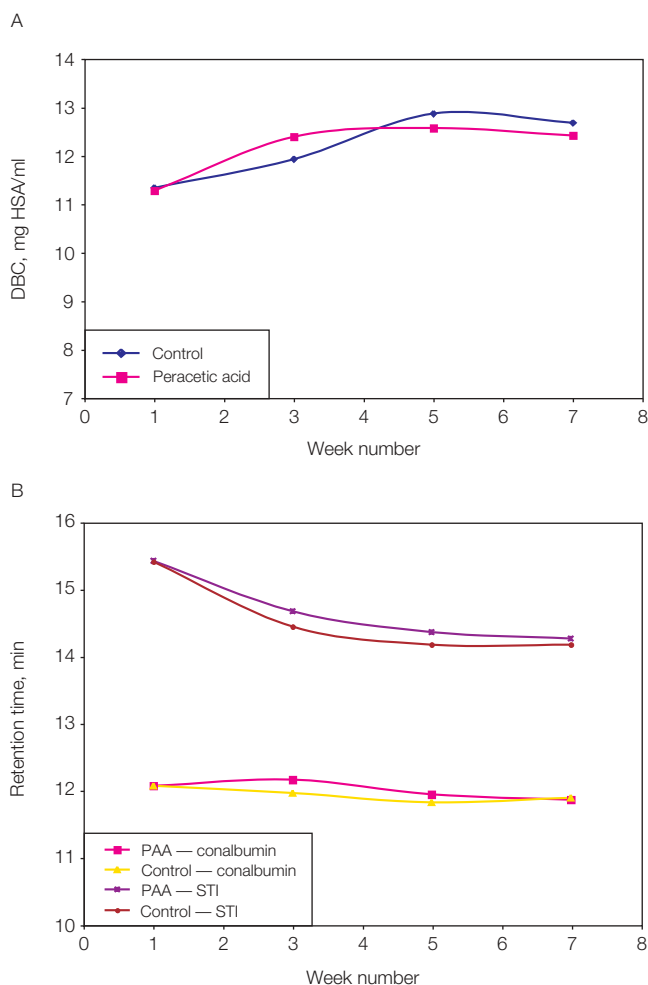 A
14
13
12
11
10
9
8
7
DBC, mg HSA/ml
Control
Peracetic acid
0 1 2 3 4 5 6 7 8
Week number
B
16
15
14
13
12
11
10
Retention time, min
PAA — conalbumin
Control — conalbumin
PAA — STI
Control — STI
0 1 2 3 4 5 6 7 8
Week number